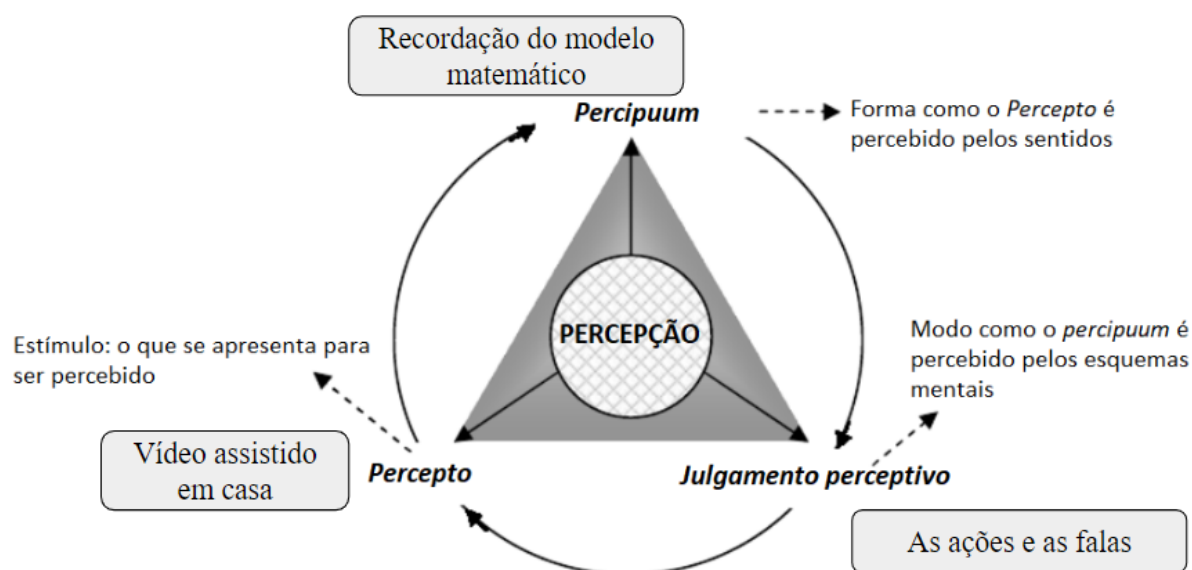 Recordação do modelo
matemático
Percipuum
Forma como o Percepto é
percebido pelos sentidos
PERCEPÇÃO
Estímulo: o que se apresenta para
ser percebido
Modo como o percipuum é
percebido pelos esquemas
mentais
Vídeo assistido
em casa
Percepto
Julgamento perceptivo
As ações e as falas